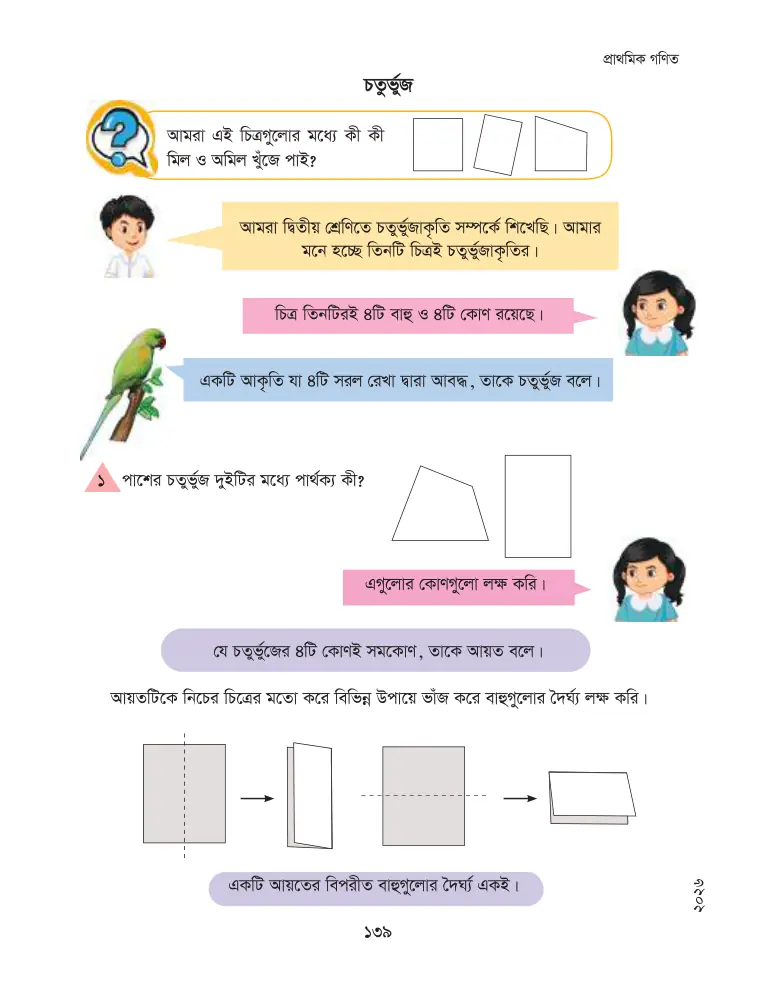 প্রাথমিক গণিত
চতুর্ভুজ
আমরা এই চিত্রগুলোর মধ্যে কী কী
মিল ও অমিল খুঁজে পাই?
আমরা দ্বিতীয় শ্রেণিতে চতুর্ভুজাকৃতি সম্পর্কে শিখেছি। আমার
মনে হচ্ছে তিনটি চিত্রই চতুর্ভুজাকৃতির।
চিত্র তিনটিরই ৪টি বাহু ও ৪টি কোণ রয়েছে।
একটি আকৃতি যা ৪টি সরল রেখা দ্বারা আবদ্ধ, তাকে চতুর্ভুজ বলে।
১ পাশের চতুর্ভুজ দুইটির মধ্যে পার্থক্য কী?
এগুলোর কোণগুলো লক্ষ করি।
যে চতুর্ভুজের ৪টি কোণই সমকোণ, তাকে আয়ত বলে।
আয়তটিকে নিচের চিত্রের মতো করে বিভিন্ন উপায়ে ভাঁজ করে বাহুগুলোর দৈর্ঘ্য লক্ষ করি।
একটি আয়তের বিপরীত বাহুগুলোর দৈর্ঘ্য একই।
২০২৬
১৩৯